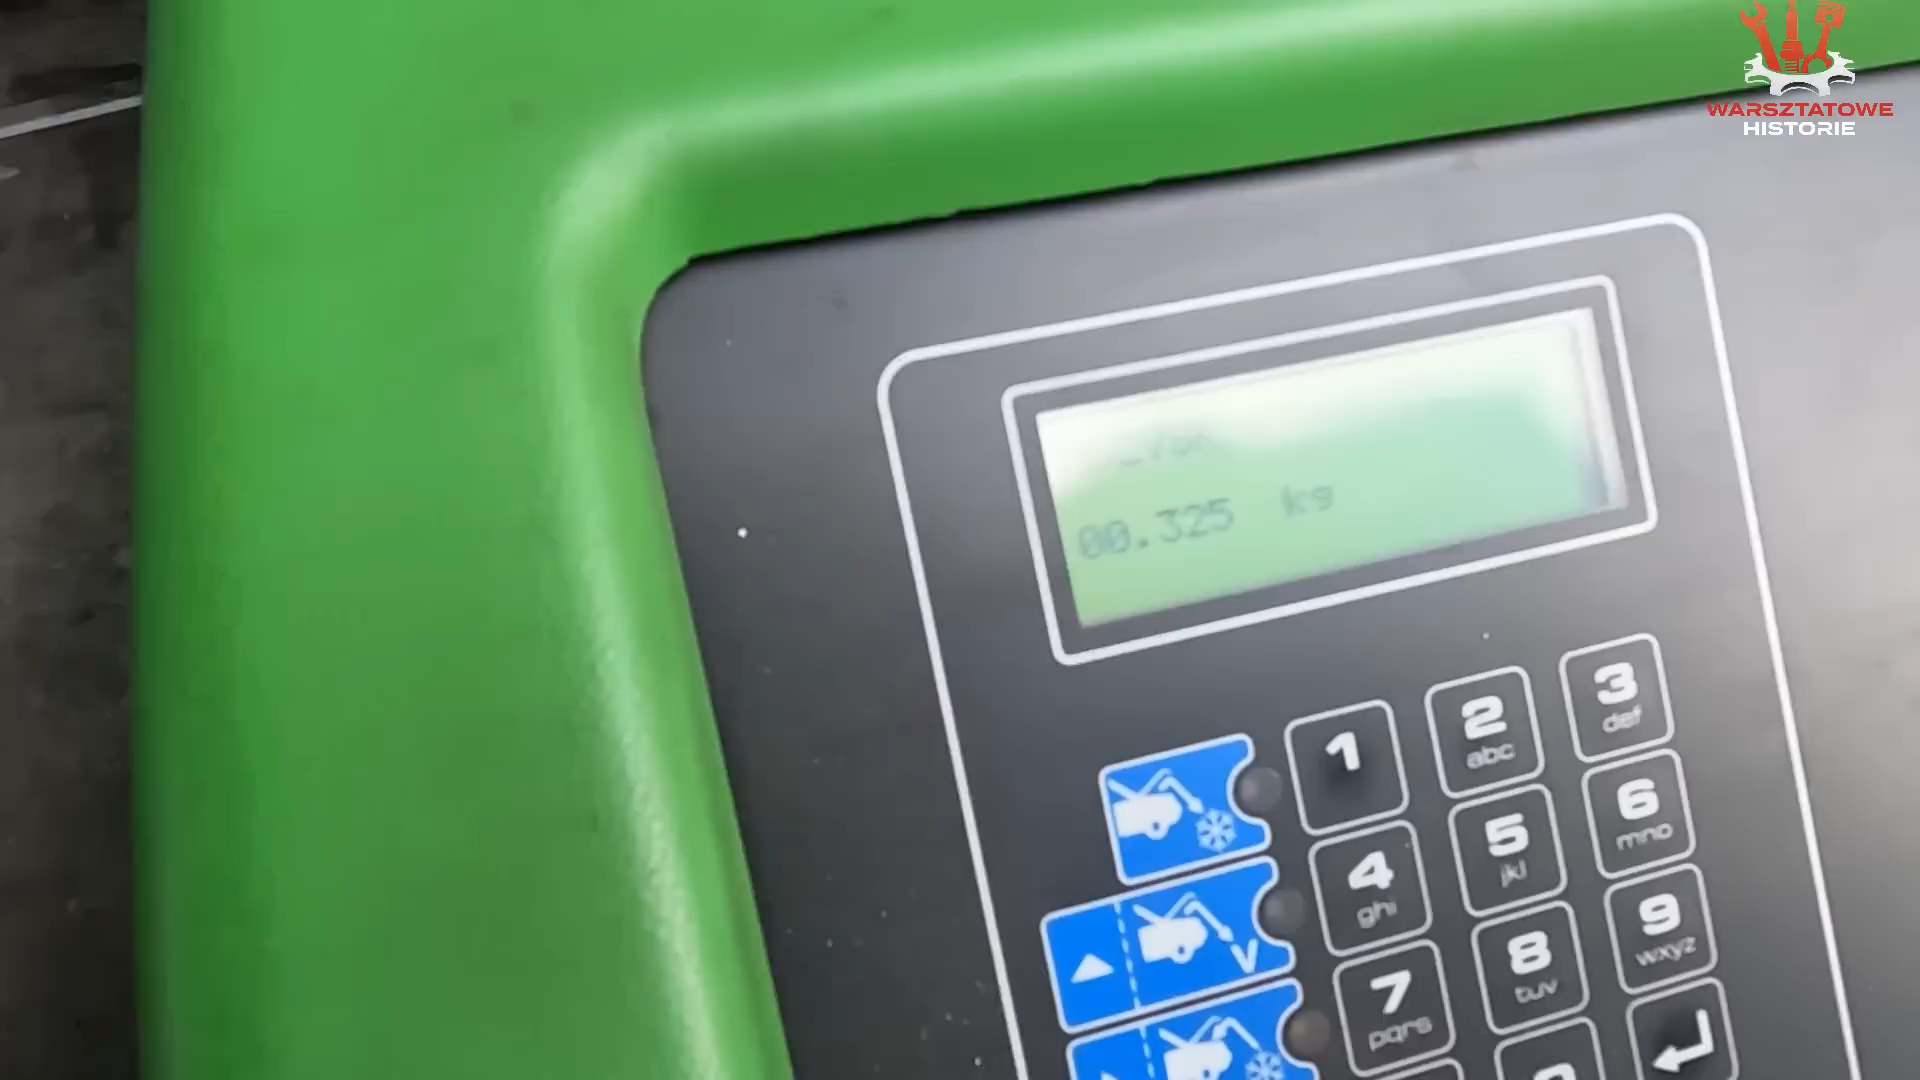 WARSZTATOWE
HISTORIE
00.325 kg
1
2
abc
3
def
4
ghi
5
jkl
6
mno
7
pqrs
8
tuv
9
wxyz
V